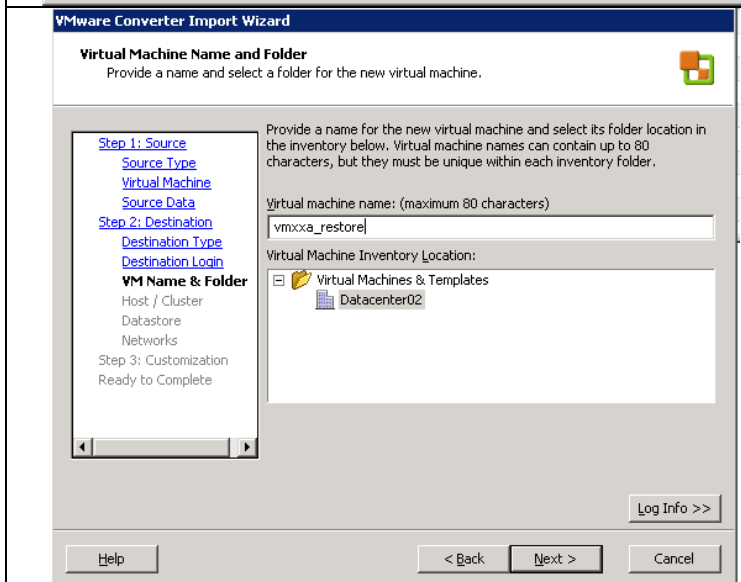 VMware Converter Import Wizard
Virtual Machine Name and Folder
Provide a name and select a folder for the new virtual machine.
Step 1: Source
Source Type
Virtual Machine
Source Data
Step 2: Destination
Destination Type
Destination Login
VM Name & Folder
Host / Cluster
Datastore
Networks
Step 3: Customization
Ready to Complete
Provide a name for the new virtual machine and select its folder location in
the inventory below. Virtual machine names can contain up to 80
characters, but they must be unique within each inventory folder.
Virtual machine name: (maximum 80 characters)
vmxxa_restore
Virtual Machine Inventory Location:
Virtual Machines & Templates
Datacenter02
Log Info >>
Help
< Back
Next >
Cancel